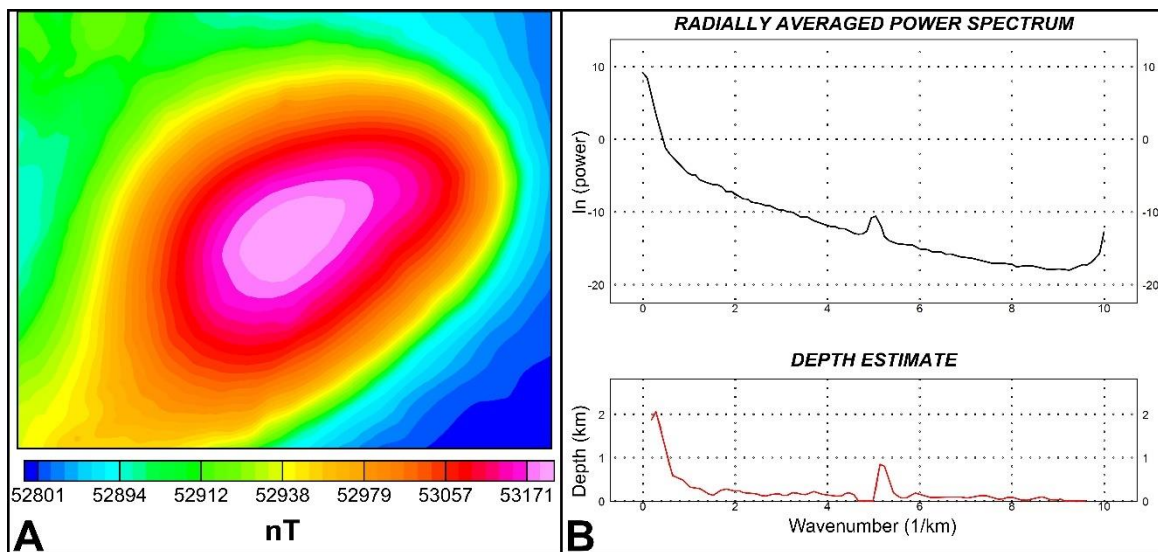 A
52801 52894 52912 52938 52979 53057 53171
nT
B
RADIALLY AVERAGED POWER SPECTRUM
10 10
0 0
-10 -10
-20 -20
ln (power)
0 2 4 6 8 10
DEPTH ESTIMATE
2 2
1 1
0 0
Depth (km)
0 2 4 6 8 10
Wavenumber (1/km)